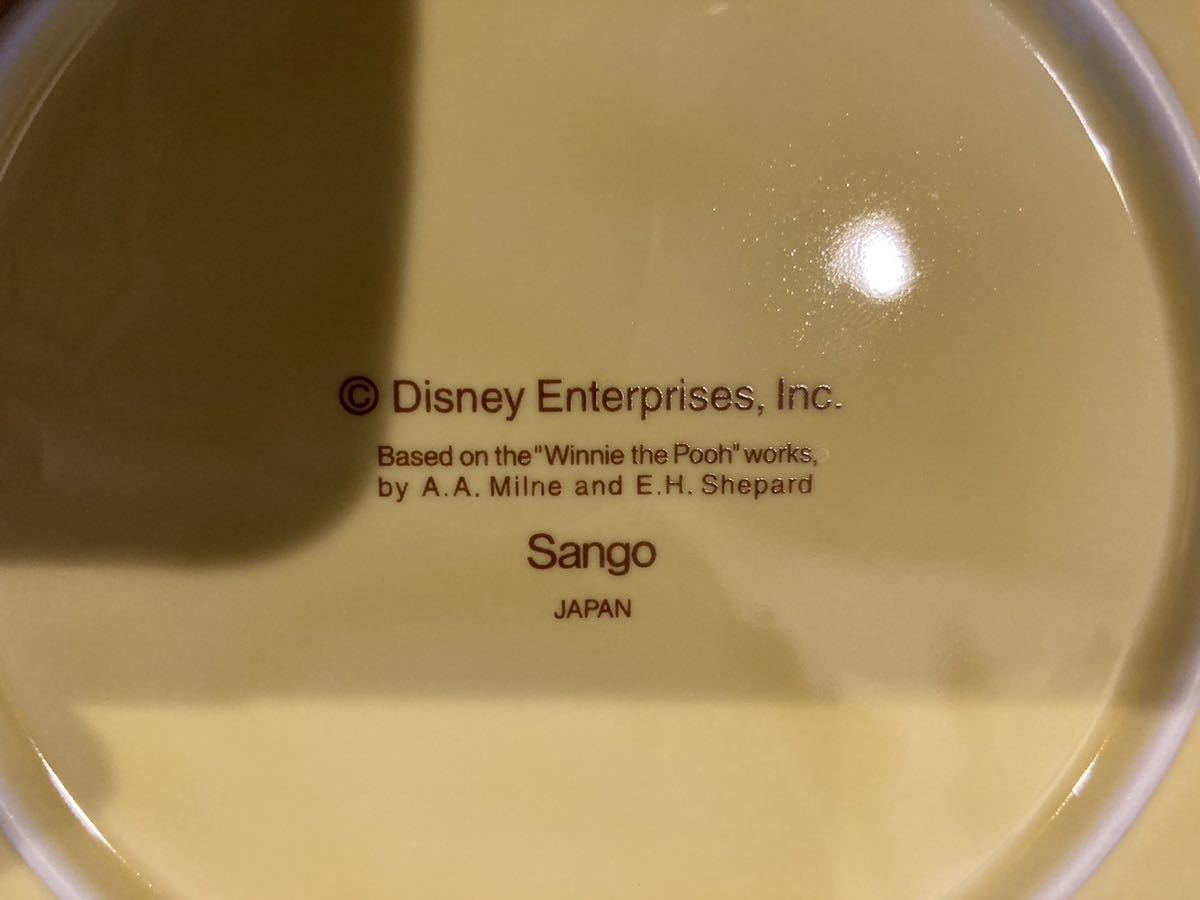 © Disney Enterprises, Inc.
Based on the "Winnie the Pooh" works,
by A.A. Milne and E.H. Shepard
Sango
JAPAN